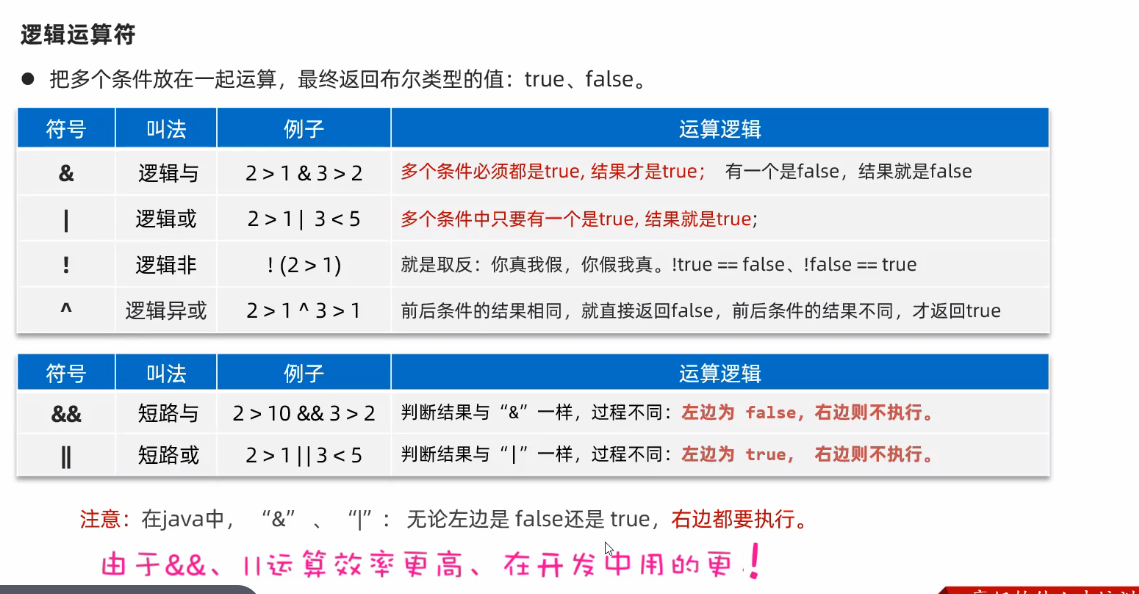 逻辑运算符
● 把多个条件放在一起运算，最终返回布尔类型的值：true、false。
符号 叫法 例子 运算逻辑
& 逻辑与 2 > 1 & 3 > 2 多个条件必须都是true, 结果才是true； 有一个是false，结果就是false
| 逻辑或 2 > 1 | 3 < 5 多个条件中只要有一个是true, 结果就是true;
! 逻辑非 ! (2 > 1) 就是取反：你真我假，你假我真。!true == false、!false == true
^ 逻辑异或 2 > 1 ^ 3 > 1 前后条件的结果相同，就直接返回false，前后条件的结果不同，才返回true
符号 叫法 例子 运算逻辑
&& 短路与 2 > 10 && 3 > 2 判断结果与“&”一样，过程不同：左边为 false，右边则不执行。
|| 短路或 2 > 1 || 3 < 5 判断结果与“|”一样，过程不同：左边为 true， 右边则不执行。
注意：在java中， “&” 、 “|”： 无论左边是 false还是 true，右边都要执行。
由于&&、||运算效率更高、在开发中用的更！